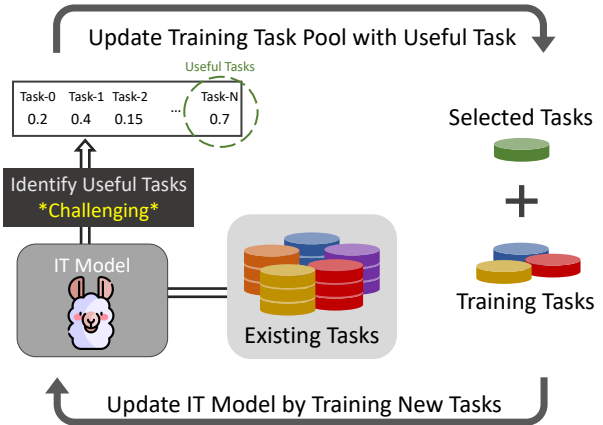 Update Training Task Pool with Useful Task
Useful Tasks
Task-0 Task-1 Task-2 ... Task-N
0.2 0.4 0.15 0.7
Identify Useful Tasks
*Challenging*
IT Model
Existing Tasks
Selected Tasks
+
Training Tasks
Update IT Model by Training New Tasks